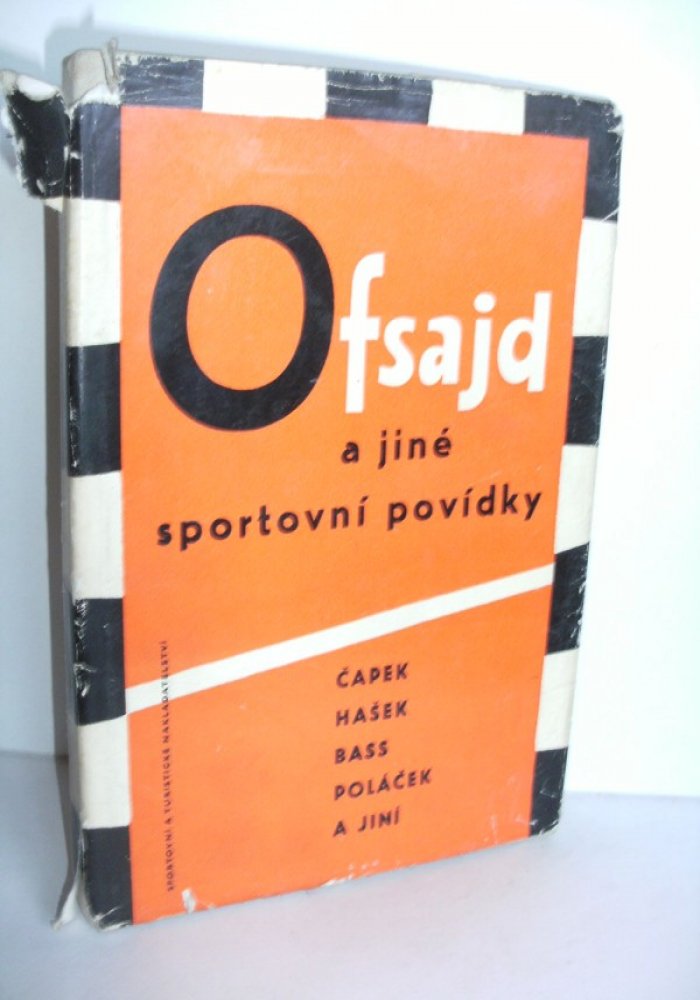 Ofsajd
a jiné
sportovní povídky
ČAPEK
HAŠEK
BASS
POLÁČEK
A JINÍ
SPORTOVNÍ A TURISTICKÉ NAKLADATELSTVÍ